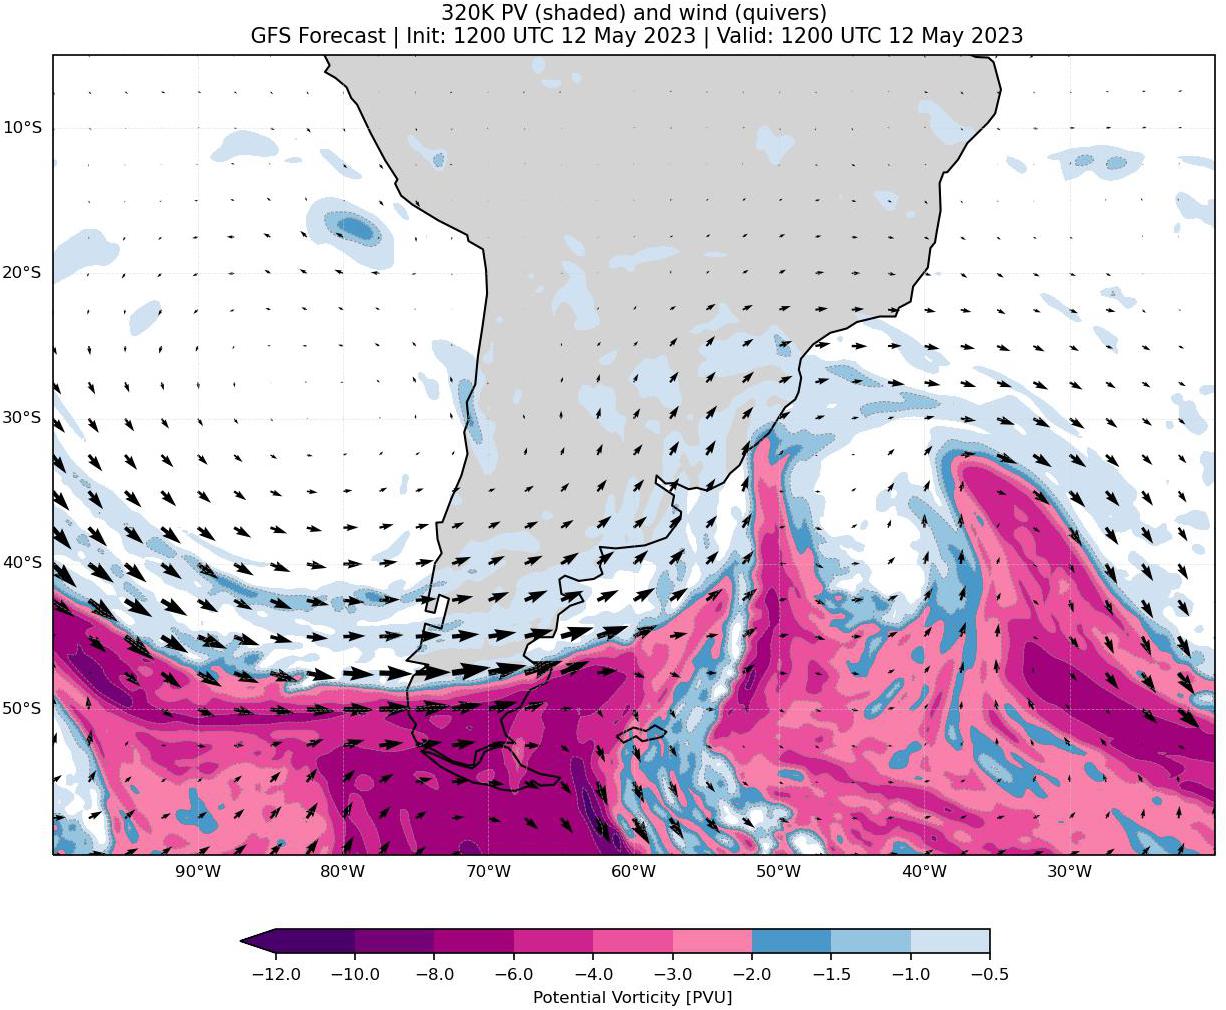 320K PV (shaded) and wind (quivers)
GFS Forecast | Init: 1200 UTC 12 May 2023 | Valid: 1200 UTC 12 May 2023
10°S
20°S
30°S
40°S
50°S
90°W 80°W 70°W 60°W 50°W 40°W 30°W
−12.0 −10.0 −8.0 −6.0 −4.0 −3.0 −2.0 −1.5 −1.0 −0.5
Potential Vorticity [PVU]